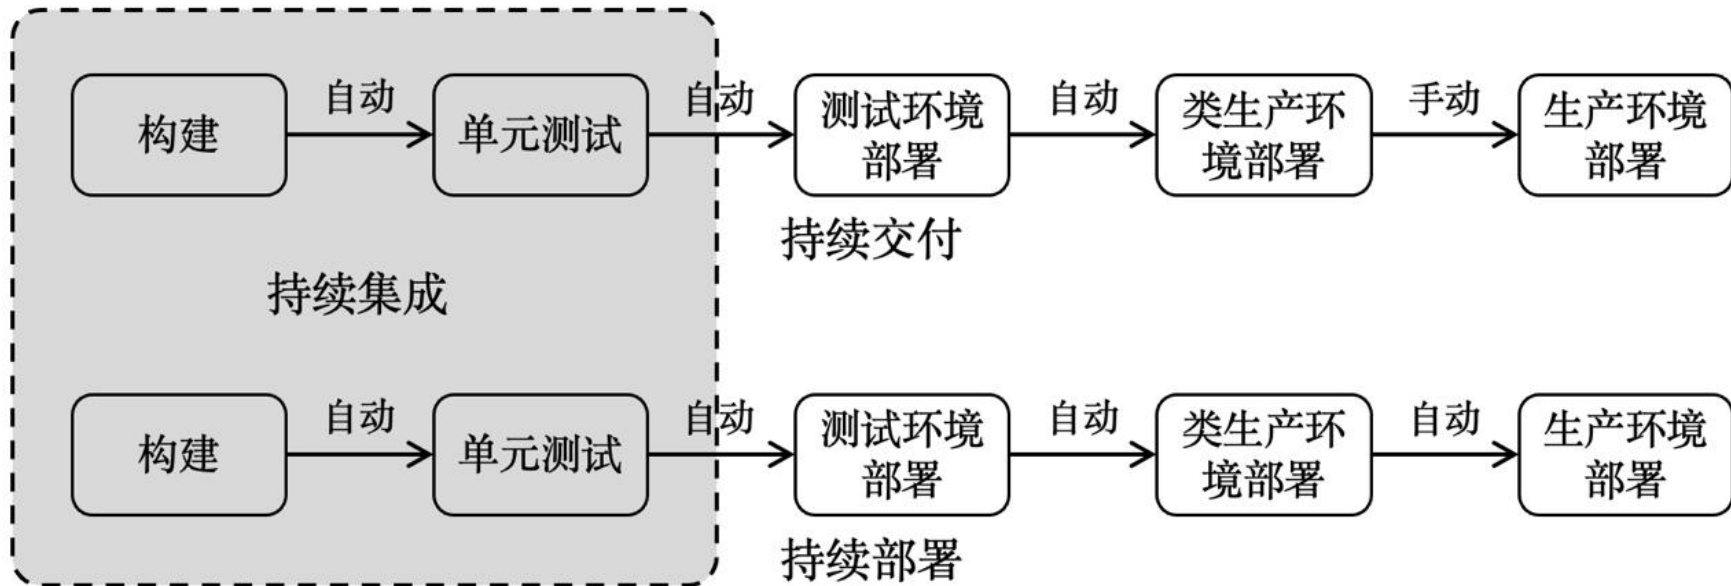 自动
自动
自动
手动
构建
单元测试
测试环境
部署
类生产环
境部署
生产环境
部署
持续交付
持续集成
自动
自动
自动
自动
构建
单元测试
测试环境
部署
类生产环
境部署
生产环境
部署
持续部署